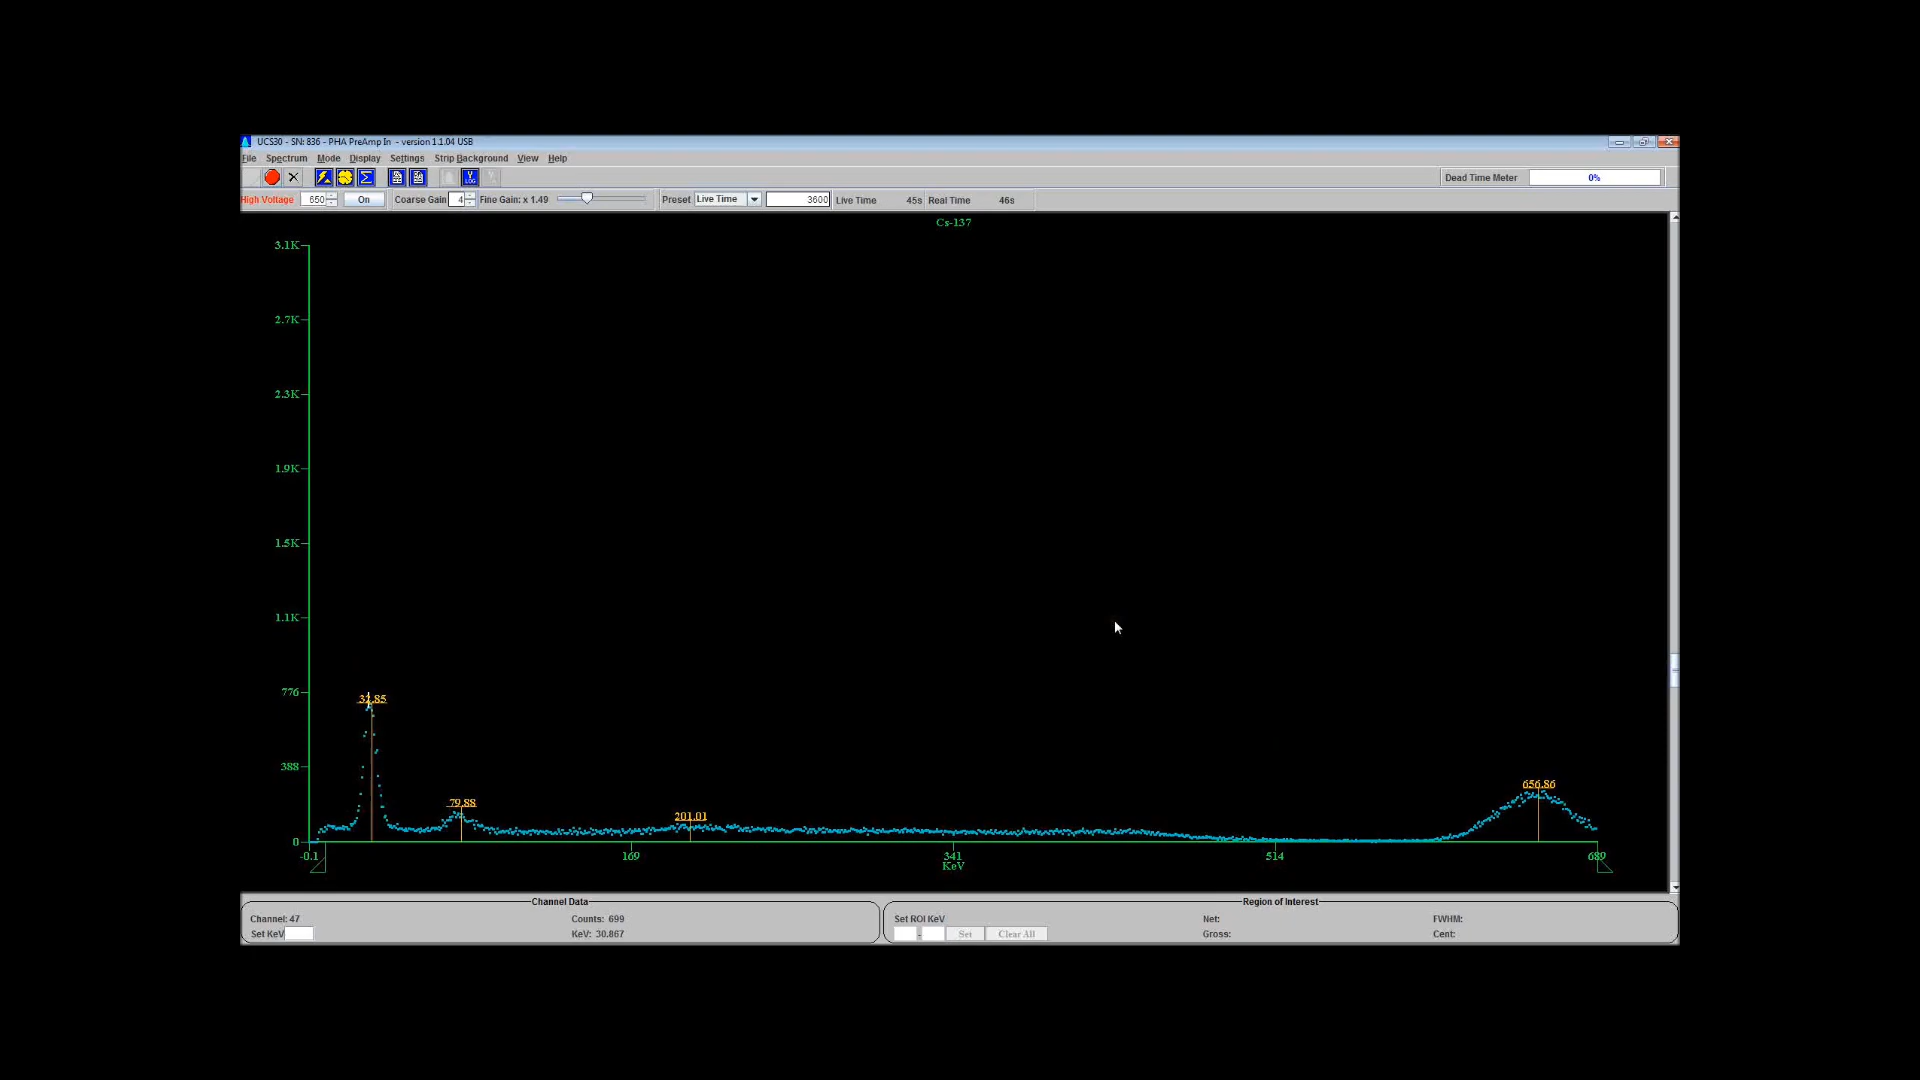 UCS30 - SN: 836 - PHA PreAmp In - version 1.1.04 USB
File Spectrum Mode Display Settings Strip Background View Help
Dead Time Meter 0%
High Voltage 650 On Coarse Gain 4 Fine Gain: x 1.49 Preset Live Time 3600 Live Time 45s Real Time 46s
Cs-137
3.1K
2.7K
2.3K
1.9K
1.5K
1.1K
776
388
0
32.85
79.88
201.01
656.86
-0.1 169 341 514 689
KeV
Channel Data
Channel: 47 Counts: 699
Set KeV KeV: 30.867
Region of Interest
Set ROI KeV Net: FWHM:
- Set Clear All Gross: Cent: